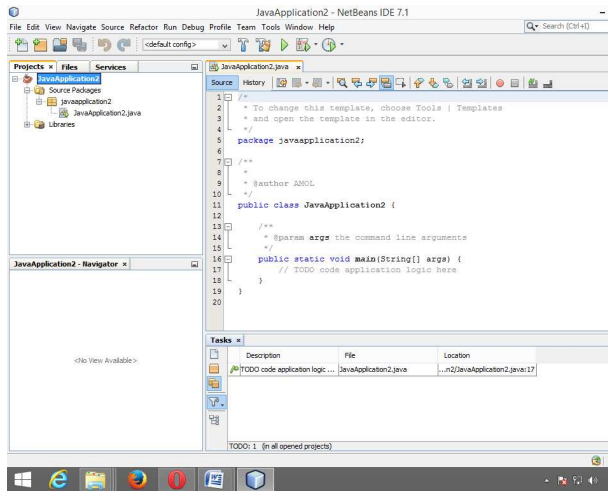 JavaApplication2 - NetBeans IDE 7.1
File Edit View Navigate Source Refactor Run Debug Profile Team Tools Window Help
Search (Ctrl+I)
<default config>
Projects × Files Services
JavaApplication2
Source Packages
javaapplication2
JavaApplication2.java
Libraries
JavaApplication2.java ×
Source History
1 /*
2 * To change this template, choose Tools | Templates
3 * and open the template in the editor.
4 */
5 package javaapplication2;
6
7 /**
8 *
9 * @author AMOL
10 */
11 public class JavaApplication2 {
12
13 /**
14 * @param args the command line arguments
15 */
16 public static void main(String[] args) {
17 // TODO code application logic here
18 }
19 }
20
JavaApplication2 - Navigator ×
<No View Available>
Tasks ×
Description File Location
TODO code application logic ... JavaApplication2.java ...n2/JavaApplication2.java:17
TODO: 1 (in all opened projects)